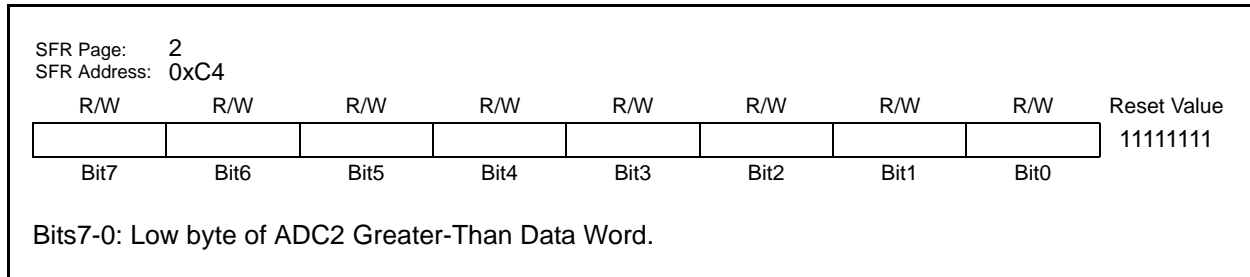 SFR Page: 2
SFR Address: 0xC4
R/W R/W R/W R/W R/W R/W R/W R/W Reset Value
11111111
Bit7 Bit6 Bit5 Bit4 Bit3 Bit2 Bit1 Bit0
Bits7-0: Low byte of ADC2 Greater-Than Data Word.